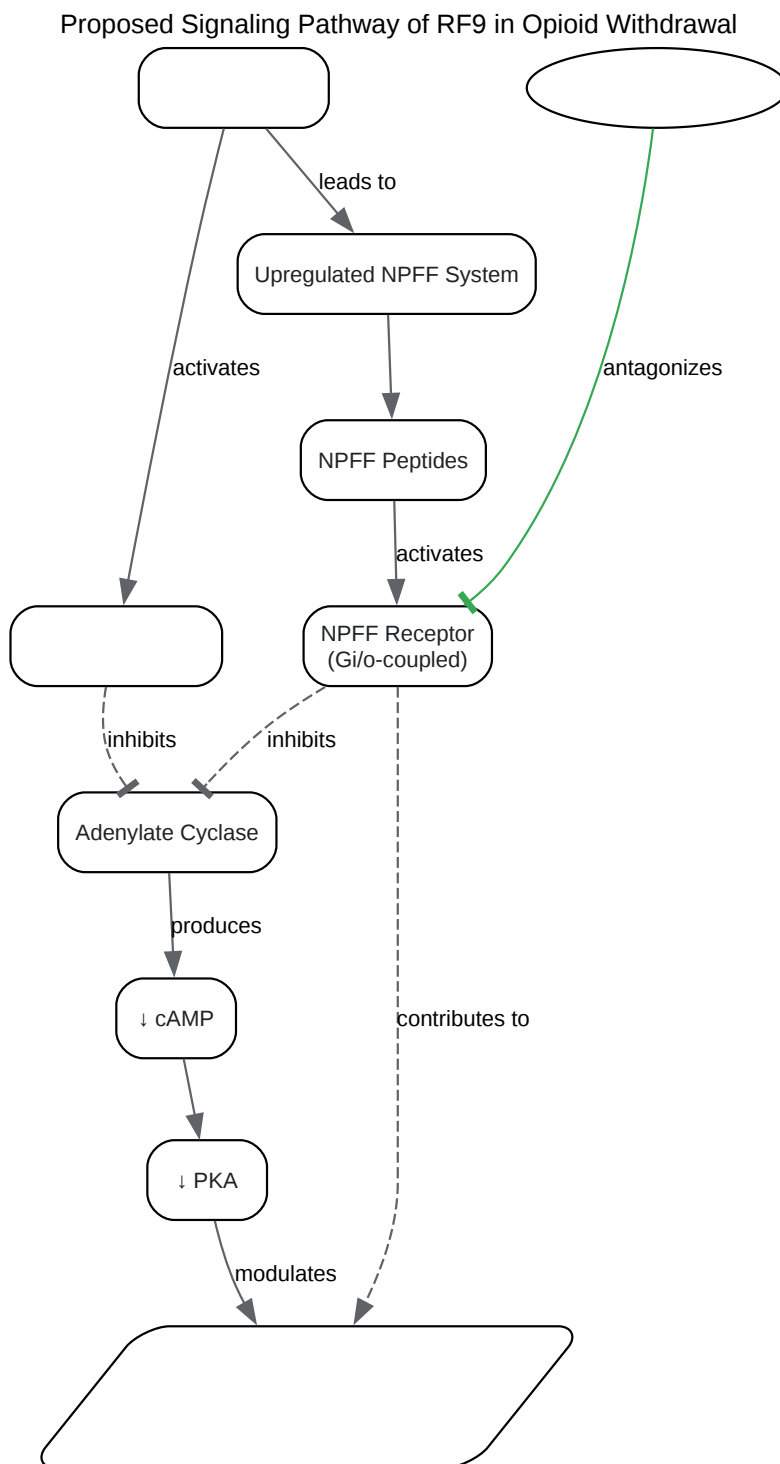 Proposed Signaling Pathway of RF9 in Opioid Withdrawal
leads to
Upregulated NPFF System
activates
antagonizes
NPFF Peptides
activates
NPFF Receptor
(Gi/o-coupled)
inhibits
inhibits
Adenylate Cyclase
produces
↓ cAMP
contributes to
↓ PKA
modulates